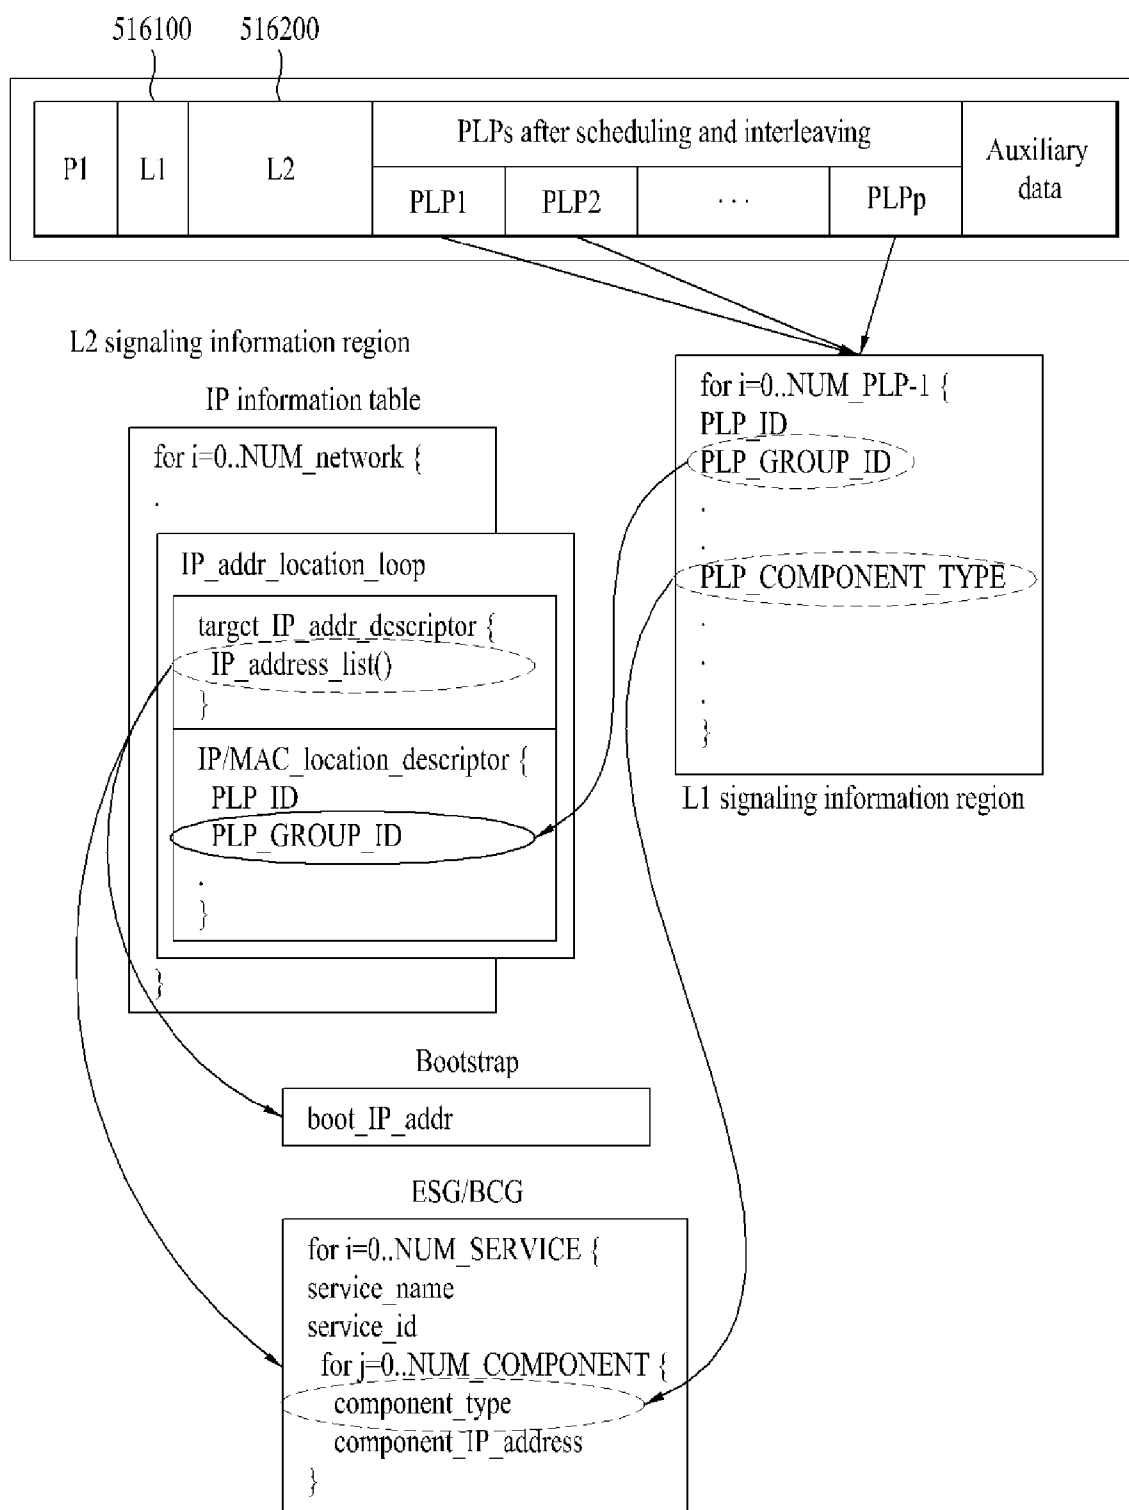 516100 516200
P1 L1 L2 PLPs after scheduling and interleaving Auxiliary data
PLP1 PLP2 ... PLPp
L2 signaling information region
IP information table
for i=0..NUM_network {
.
IP_addr_location_loop
target_IP_addr_descriptor {
IP_address_list()
}
IP/MAC_location_descriptor {
PLP_ID
PLP_GROUP_ID
.
}
}
for i=0..NUM_PLP-1 {
PLP_ID
PLP_GROUP_ID
.
.
PLP_COMPONENT_TYPE
.
.
.
}
L1 signaling information region
Bootstrap
boot_IP_addr
ESG/BCG
for i=0..NUM_SERVICE {
service_name
service_id
for j=0..NUM_COMPONENT {
component_type
component_IP_address
}